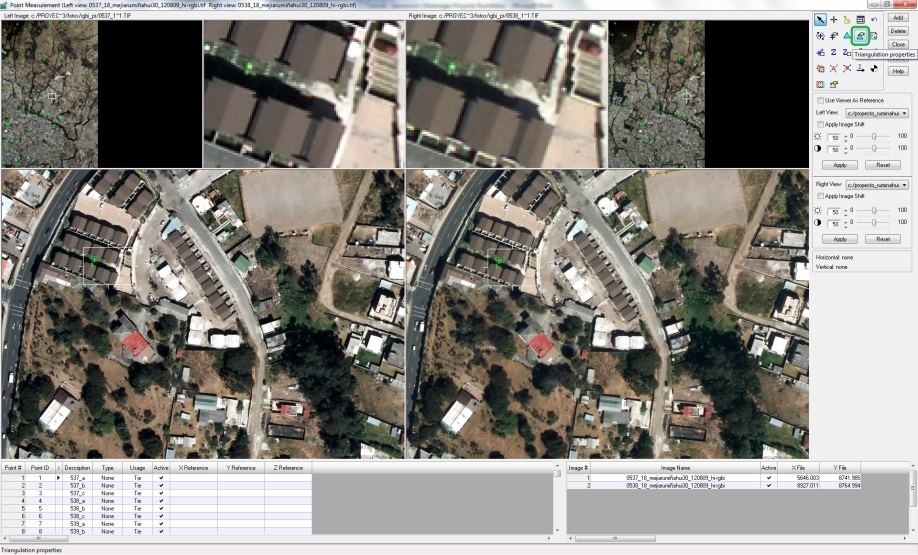 Point Measurement (Left view: 0537_18_mejiarumiñahui30_120809_hi-rgbi.tif Right view: 0538_18_mejiarumiñahui30_120809_hi-rgbi.tif)
Left Image: c:/PROYEC~3/fotos/rgbi_pr/0537_1~1.TIF
Right Image: c:/PROYEC~3/fotos/rgbi_pr/0538_1~1.TIF
Add
Delete
Close
Triangulation properties
Help
Use Viewer As Reference
Left View: c:/proyecto_ruminahui
Apply Image Shift
50 0 100
50 0 100
Apply Reset
Right View: c:/proyecto_ruminahui
Apply Image Shift
50 0 100
50 0 100
Apply Reset
Horizontal: none
Vertical: none
Point # Point ID > Description Type Usage Active X Reference Y Reference Z Reference
1 1 537_a None Tie
2 2 537_b None Tie
3 3 537_c None Tie
4 4 538_a None Tie
5 5 538_b None Tie
6 6 538_c None Tie
7 7 539_a None Tie
8 8 539_b None Tie
Image # Image Name Active X File Y File
1 0537_18_mejiarumiñahui30_120809_hi-rgbi 5646.003 8741.985
2 0538_18_mejiarumiñahui30_120809_hi-rgbi 8927.011 8764.994
Triangulation properties